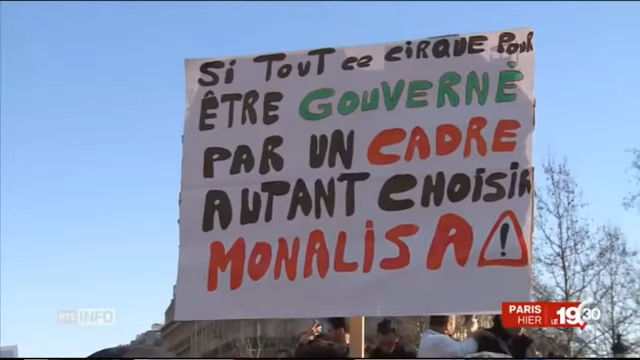 Si TOUT ce CiRQUE POUR
ÊTRE GOUVERNÈ
PAR UN CADRE
AUTANT CHOISIR
MONALiSA !
RTS INFO
PARIS
HIER LE 19:30